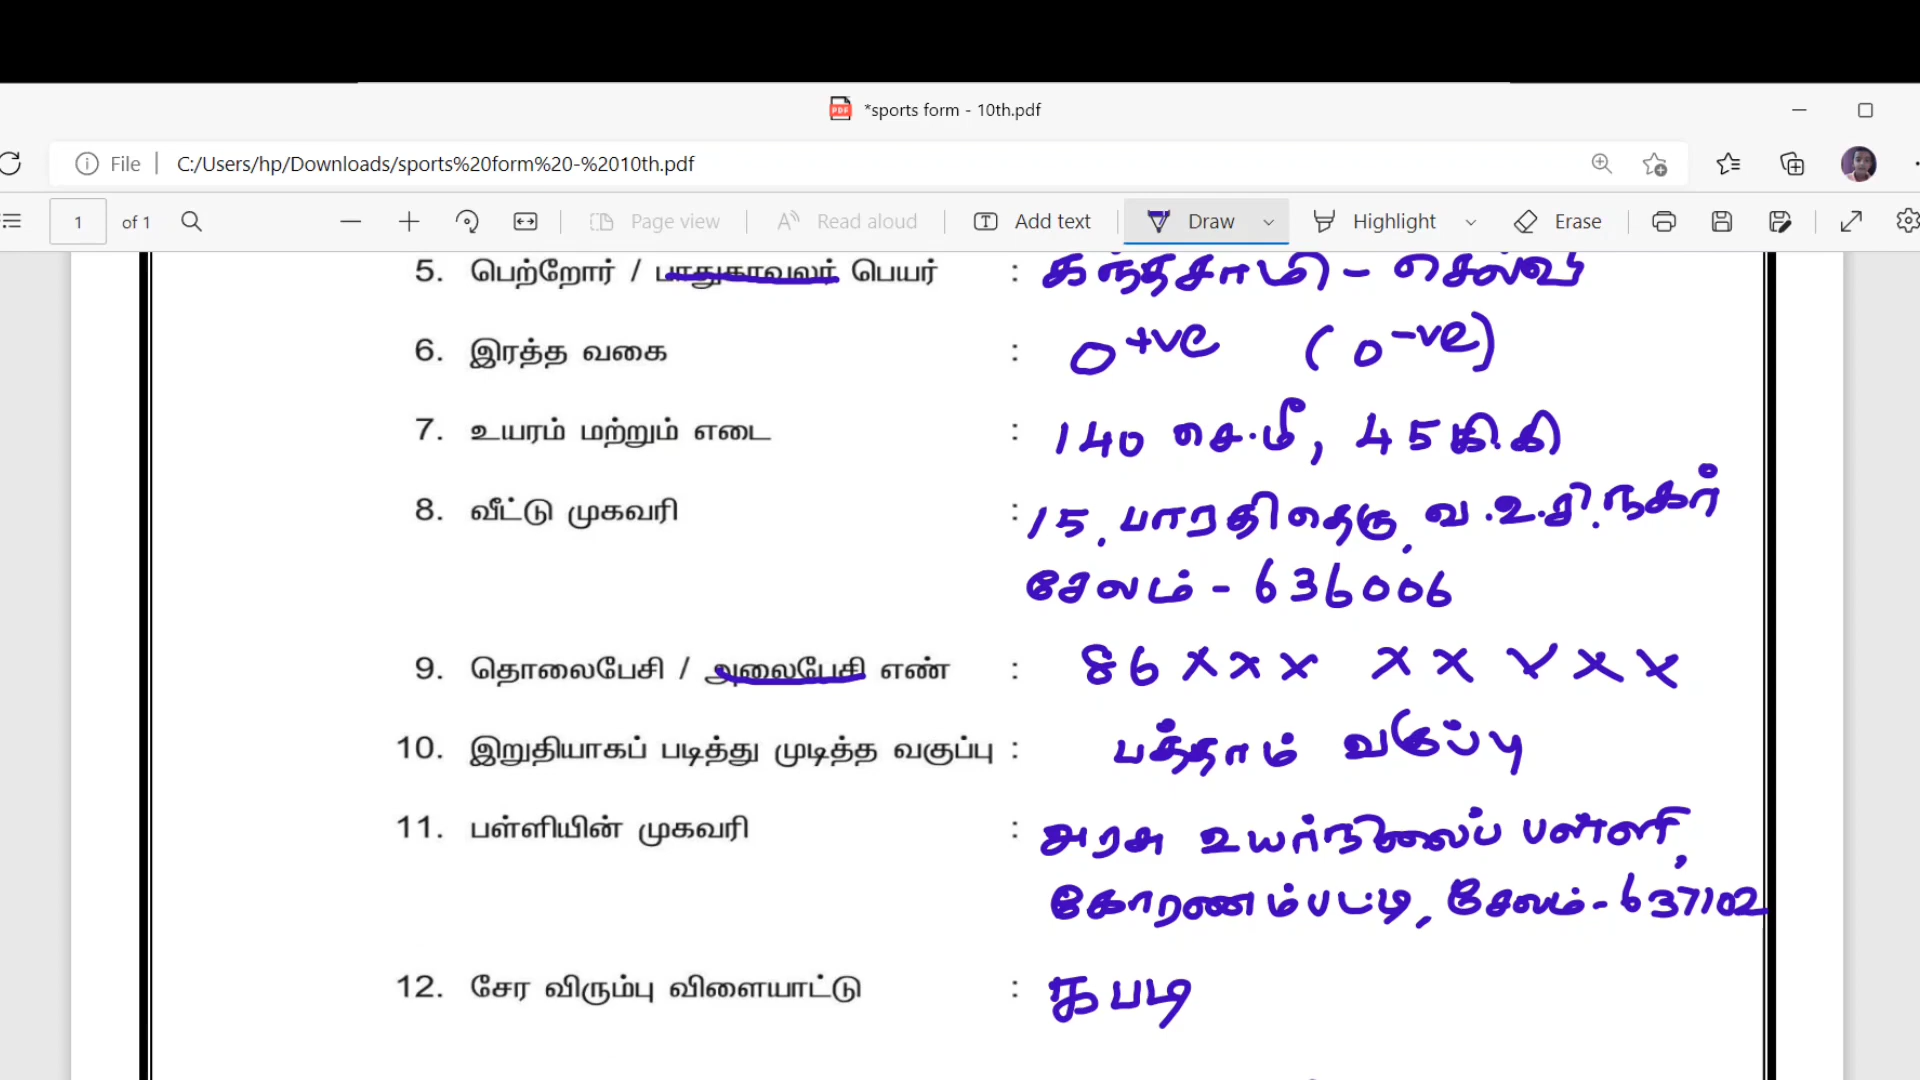 *sports form - 10th.pdf
File | C:/Users/hp/Downloads/sports%20form%20-%2010th.pdf
1 of 1 Page view Read aloud Add text Draw Highlight Erase
5. பெற்றோர் / பாதுகாவலர் பெயர் : கந்தசாமி - செல்வி
6. இரத்த வகை : O +ve ( O -ve)
7. உயரம் மற்றும் எடை : 140 செ.மீ, 45 கி.கி
8. வீட்டு முகவரி : 15, பாரதி தெரு, வ.உ.சி. நகர்
சேலம் - 636006
9. தொலைபேசி / அலைபேசி எண் : 86xxx xxxxx
10. இறுதியாகப் படித்து முடித்த வகுப்பு : பத்தாம் வகுப்பு
11. பள்ளியின் முகவரி : அரசு உயர்நிலைப் பள்ளி,
கோரணம்பட்டி, சேலம் - 637102
12. சேர விரும்பு விளையாட்டு : கபடி